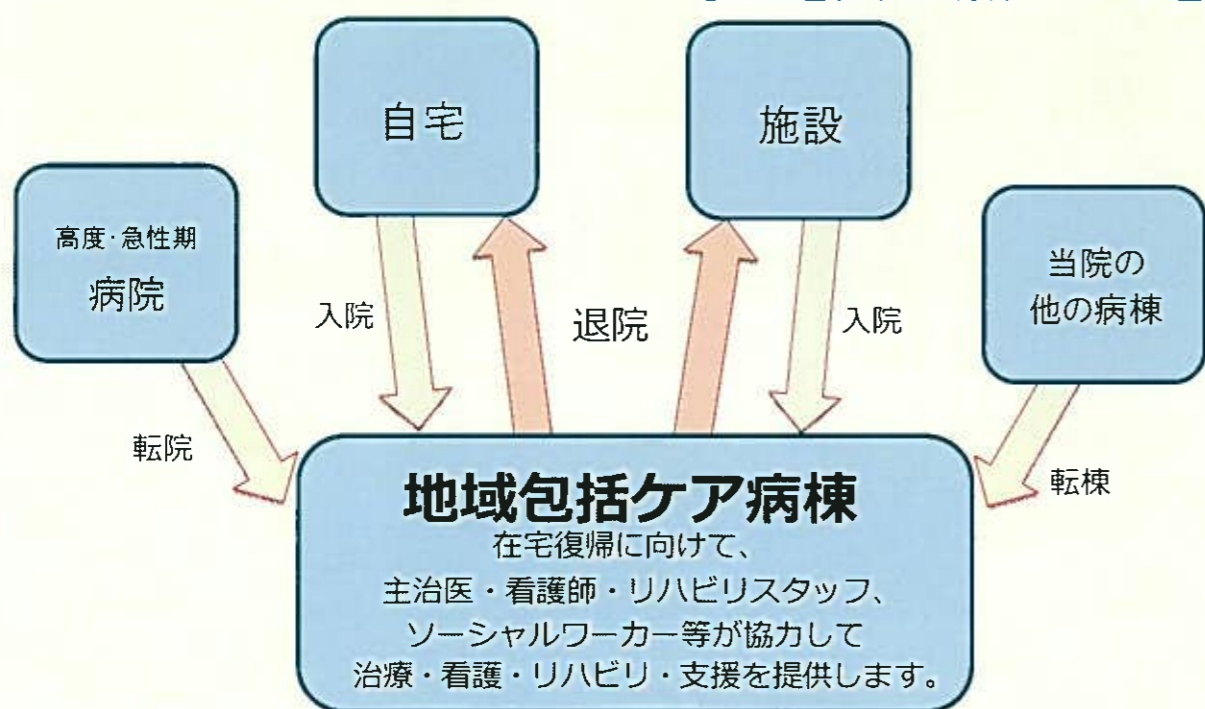 自宅
施設
高度・急性期
病院
当院の
他の病棟
入院
退院
入院
転院
転棟
地域包括ケア病棟
在宅復帰に向けて、
主治医・看護師・リハビリスタッフ、
ソーシャルワーカー等が協力して
治療・看護・リハビリ・支援を提供します。